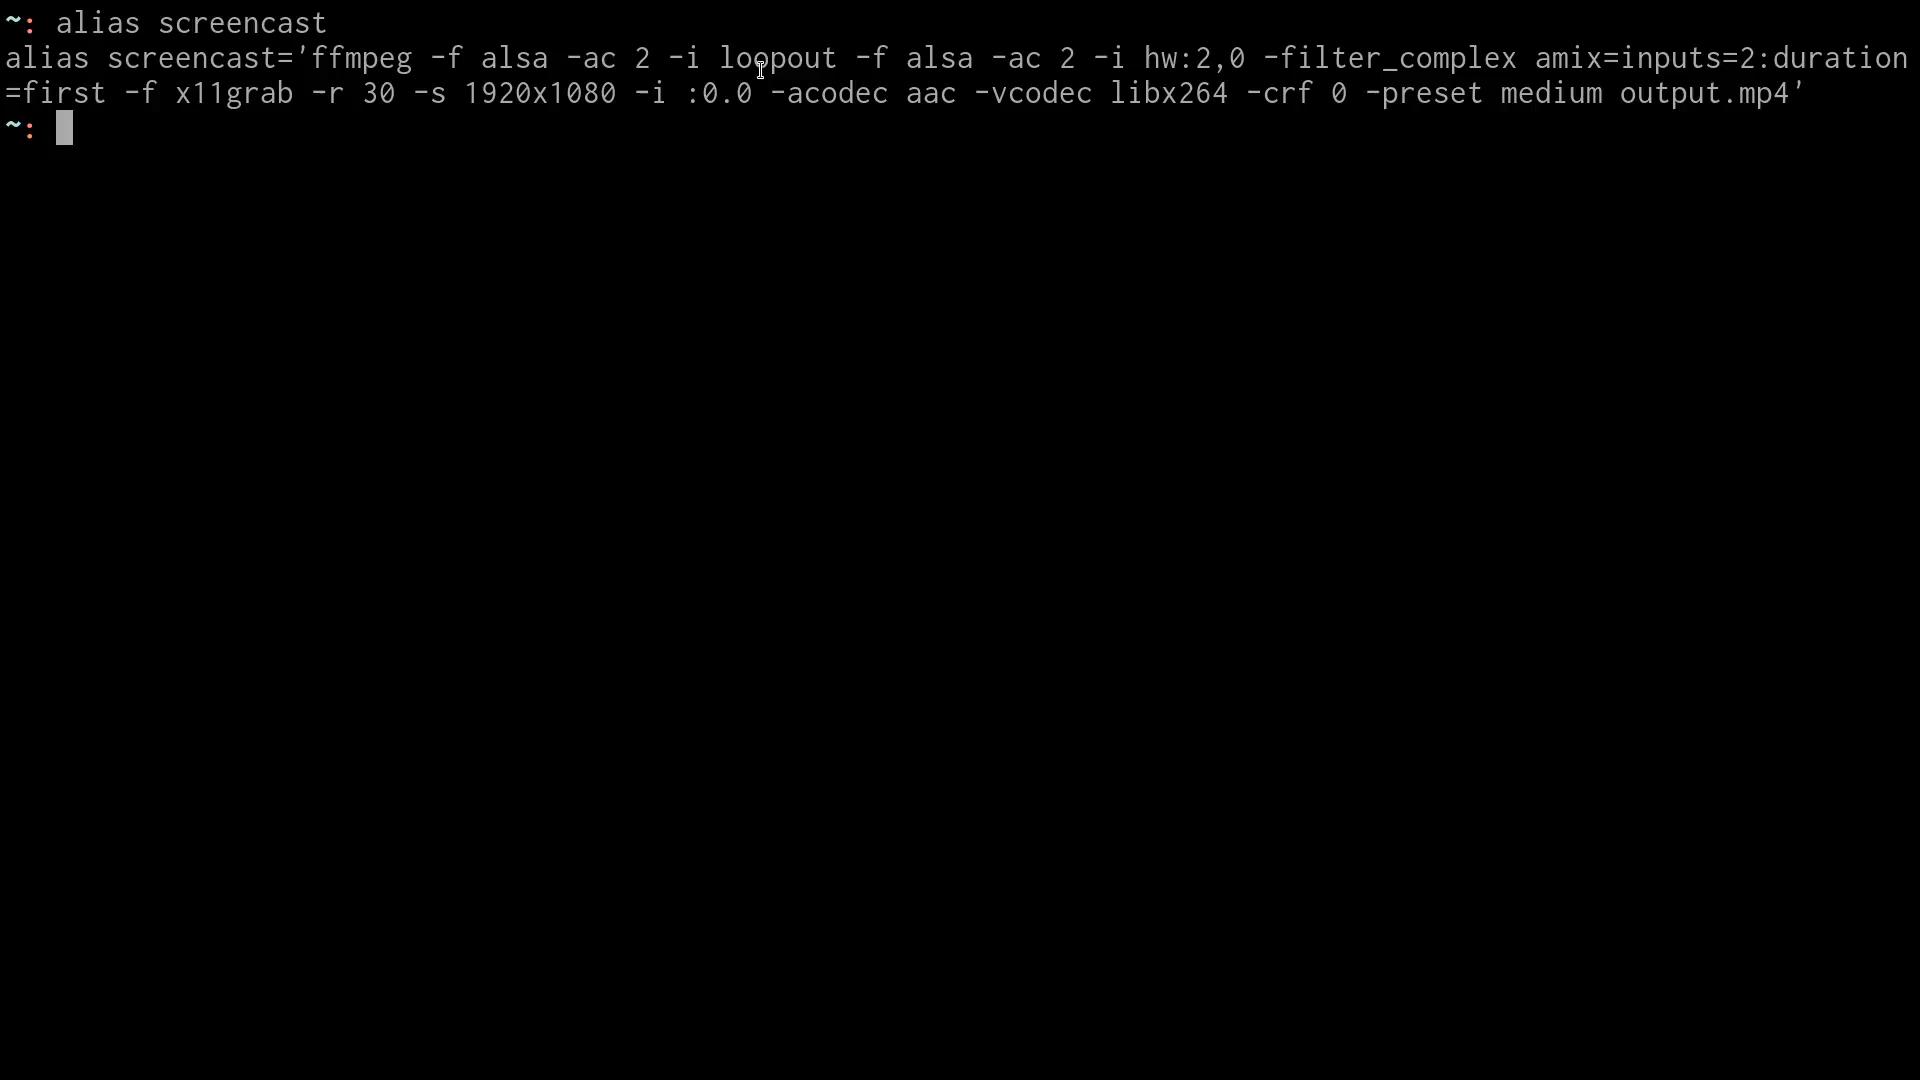 ~: alias screencast
alias screencast='ffmpeg -f alsa -ac 2 -i loopout -f alsa -ac 2 -i hw:2,0 -filter_complex amix=inputs=2:duration
=first -f x11grab -r 30 -s 1920x1080 -i :0.0 -acodec aac -vcodec libx264 -crf 0 -preset medium output.mp4'
~: